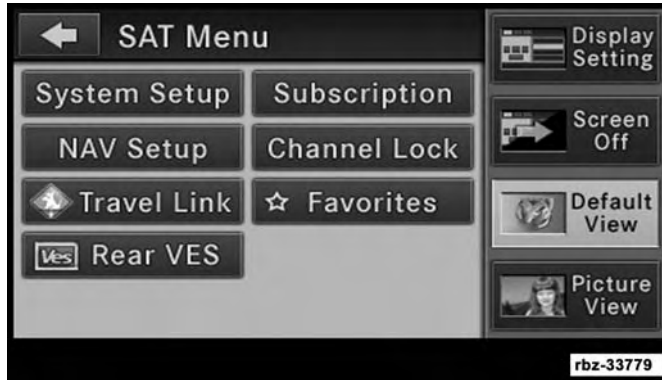 SAT Menu
System Setup
Subscription
NAV Setup
Channel Lock
Travel Link
Favorites
Ves Rear VES
Display
Setting
Screen
Off
Default
View
Picture
View
rbz-33779